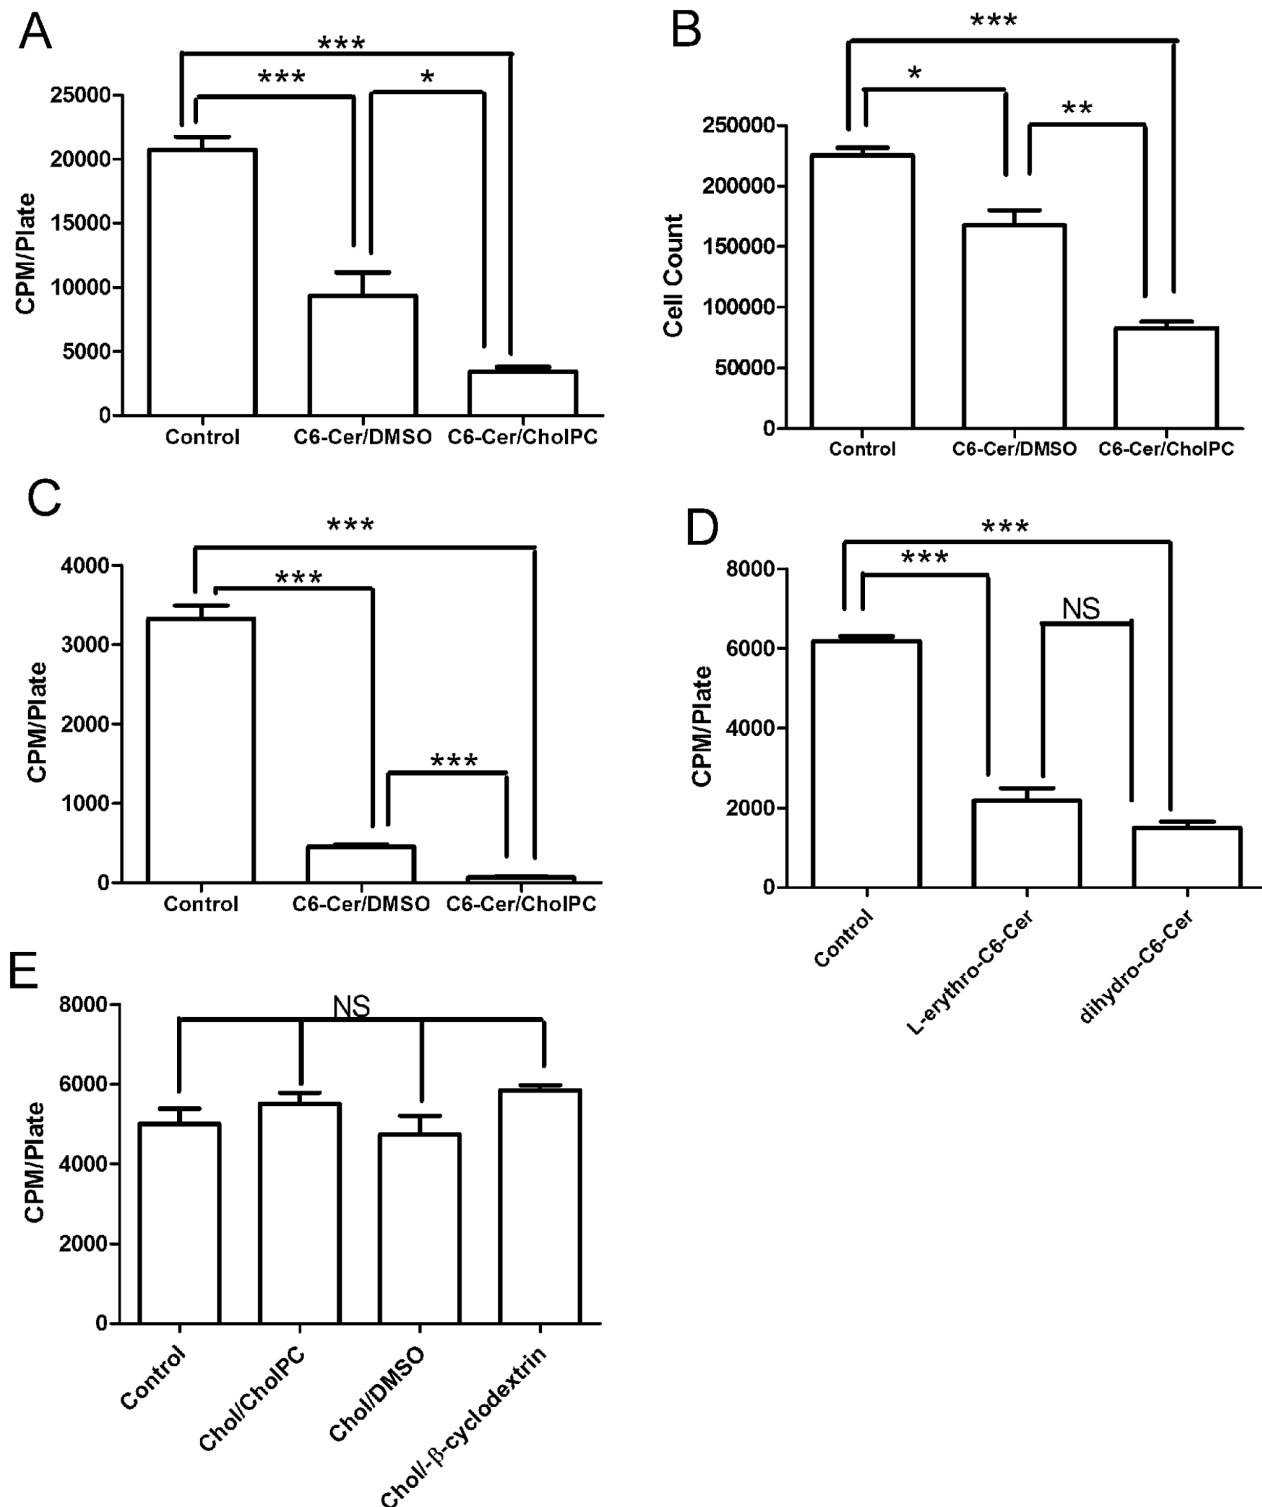 A
***
***
*
25000
20000
15000
10000
5000
0
CPM/Plate
Control
C6-Cer/DMSO
C6-Cer/CholPC
B
***
*
**
250000
200000
150000
100000
50000
0
Cell Count
Control
C6-Cer/DMSO
C6-Cer/CholPC
C
***
***
***
4000
3000
2000
1000
0
CPM/Plate
Control
C6-Cer/DMSO
C6-Cer/CholPC
D
***
***
NS
8000
6000
4000
2000
0
CPM/Plate
Control
L-erythro-C6-Cer
dihydro-C6-Cer
E
NS
8000
6000
4000
2000
0
CPM/Plate
Control
Chol/CholPC
Chol/DMSO
Chol/-β-cyclodextrin